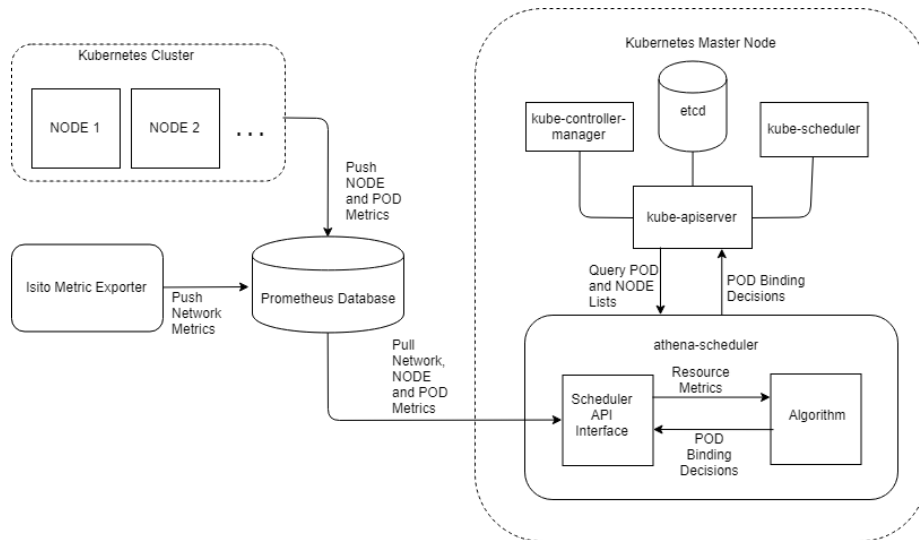 Kubernetes Cluster
NODE 1
NODE 2
...
Push
NODE
and POD
Metrics
Isito Metric Exporter
Push
Network
Metrics
Prometheus Database
Pull
Network,
NODE
and POD
Metrics
Kubernetes Master Node
kube-controller-
manager
etcd
kube-scheduler
kube-apiserver
Query POD
and NODE
Lists
POD Binding
Decisions
athena-scheduler
Scheduler
API
Interface
Resource
Metrics
POD
Binding
Decisions
Algorithm